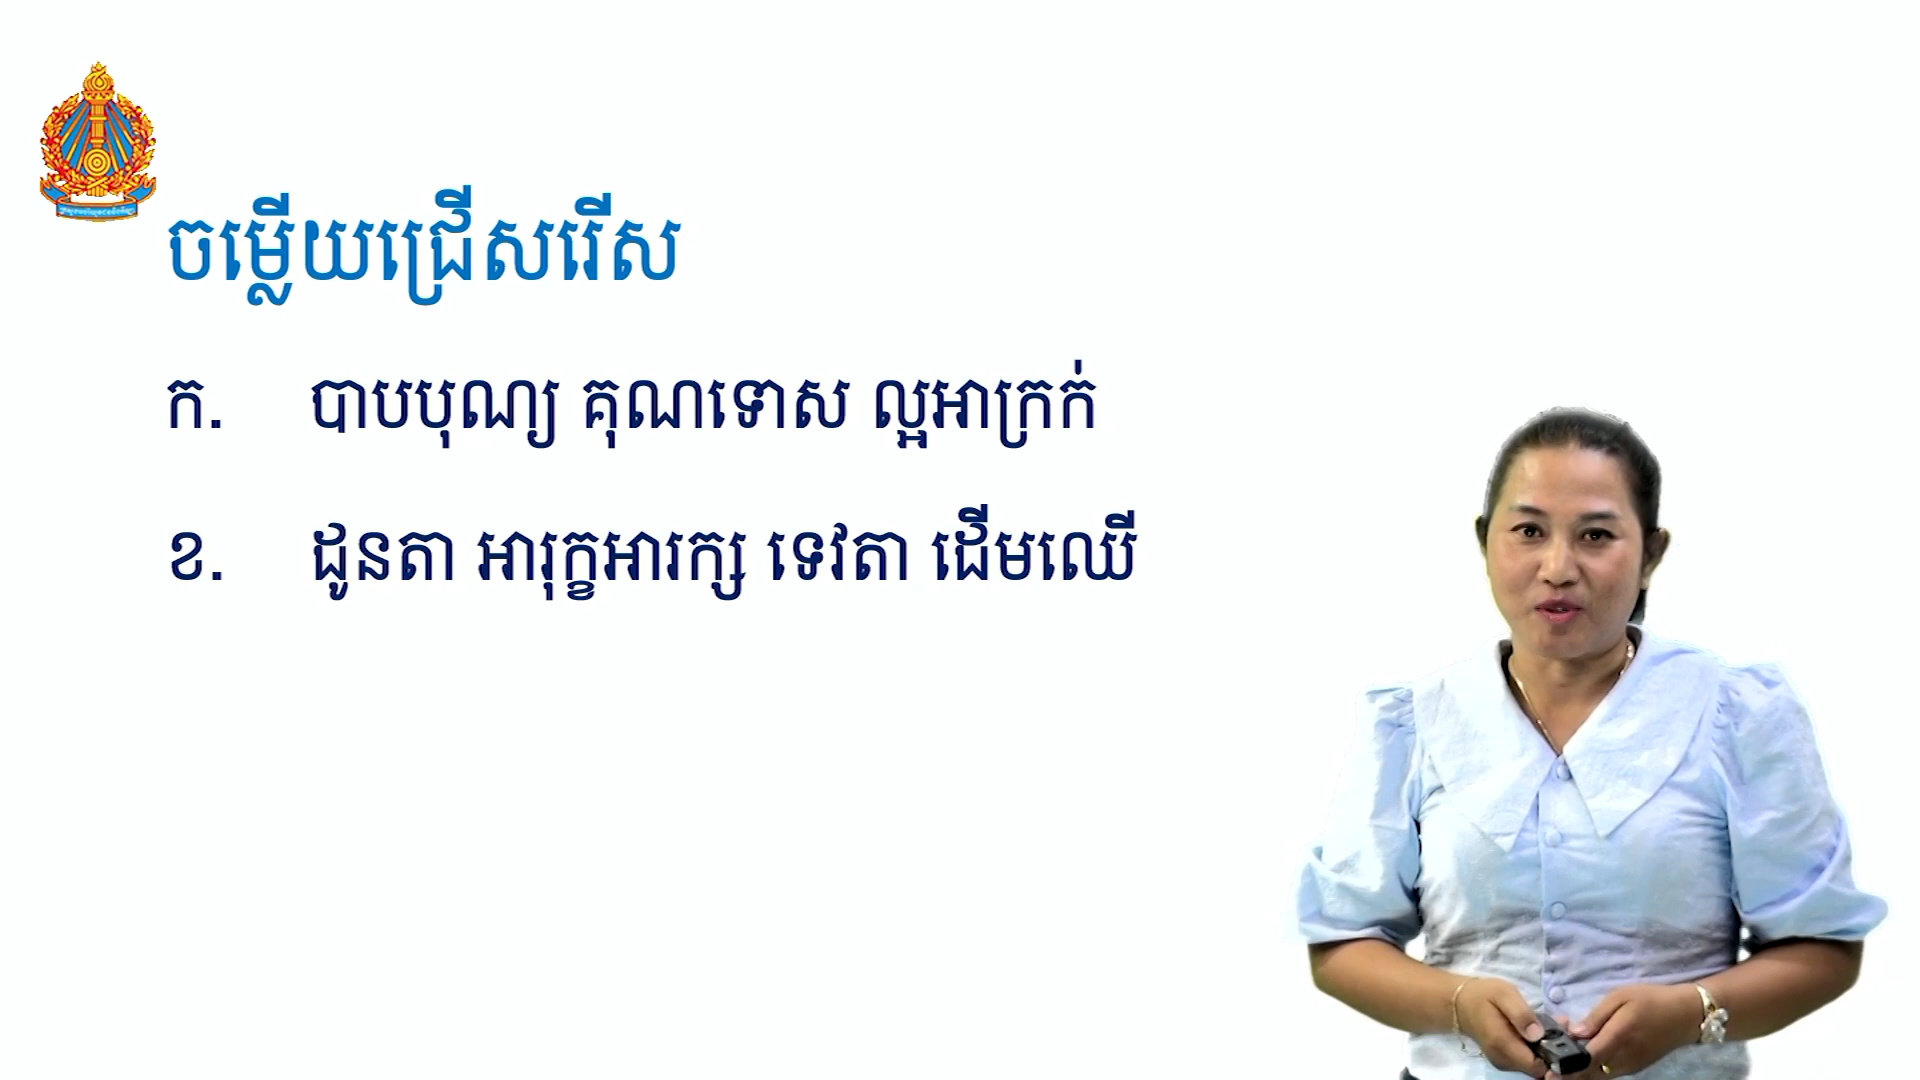 ចម្លើយជ្រើសរើស
ក. បាបបុណ្យ គុណទោស ល្អអាក្រក់
ខ. ដូនតា អារុក្ខអារក្ស ទេវតា ដើមឈើ